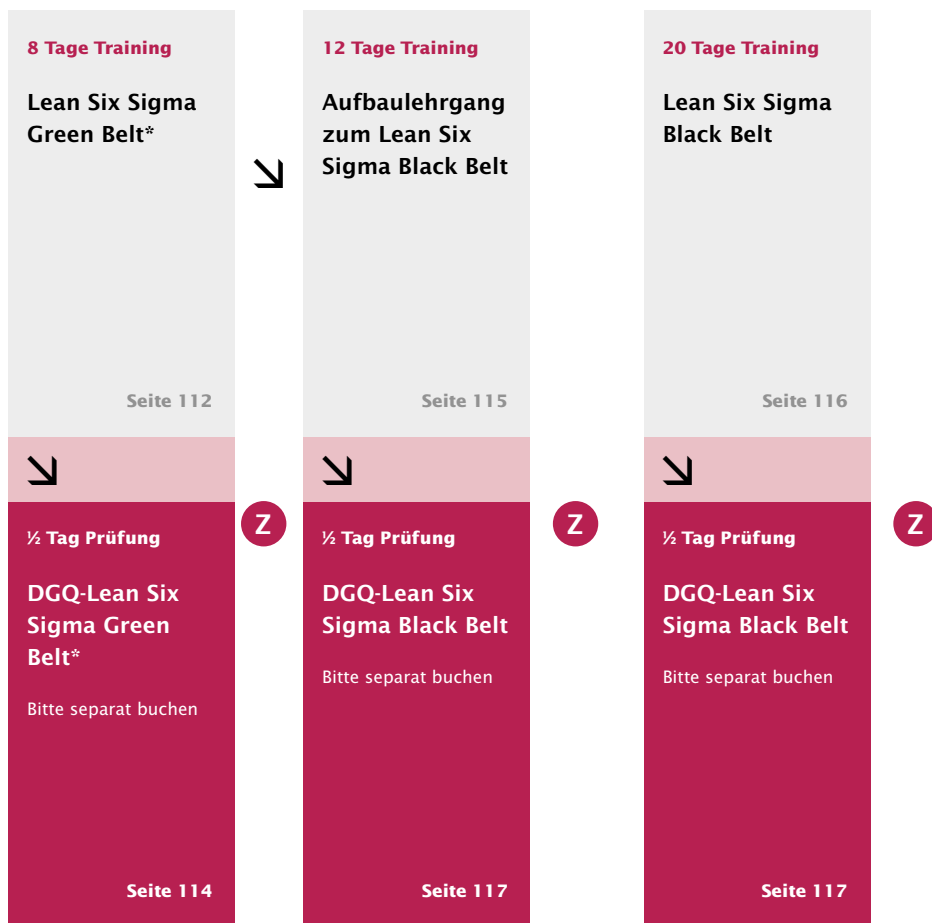 8 Tage Training
Lean Six Sigma
Green Belt*
Seite 112
12 Tage Training
Aufbaulehrgang
zum Lean Six
Sigma Black Belt
Seite 115
20 Tage Training
Lean Six Sigma
Black Belt
Seite 116
½ Tag Prüfung
DGQ-Lean Six
Sigma Green
Belt*
Bitte separat buchen
Seite 114
Z
½ Tag Prüfung
DGQ-Lean Six
Sigma Black Belt
Bitte separat buchen
Seite 117
Z
½ Tag Prüfung
DGQ-Lean Six
Sigma Black Belt
Bitte separat buchen
Seite 117
Z